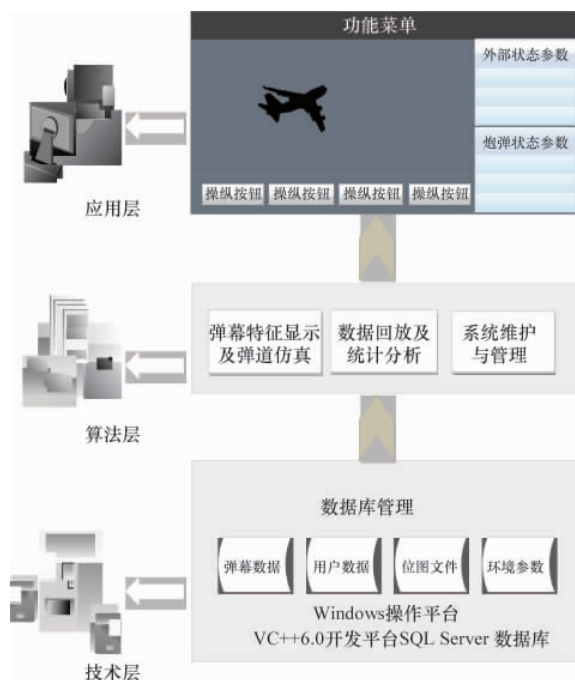 功能菜单
外部状态参数
炮弹状态参数
操纵按钮 操纵按钮 操纵按钮 操纵按钮
应用层
弹幕特征显示
及弹道仿真
数据回放及
统计分析
系统维护
与管理
算法层
数据库管理
弹幕数据 用户数据 位图文件 环境参数
Windows操作平台
VC++6.0开发平台SQL Server 数据库
技术层